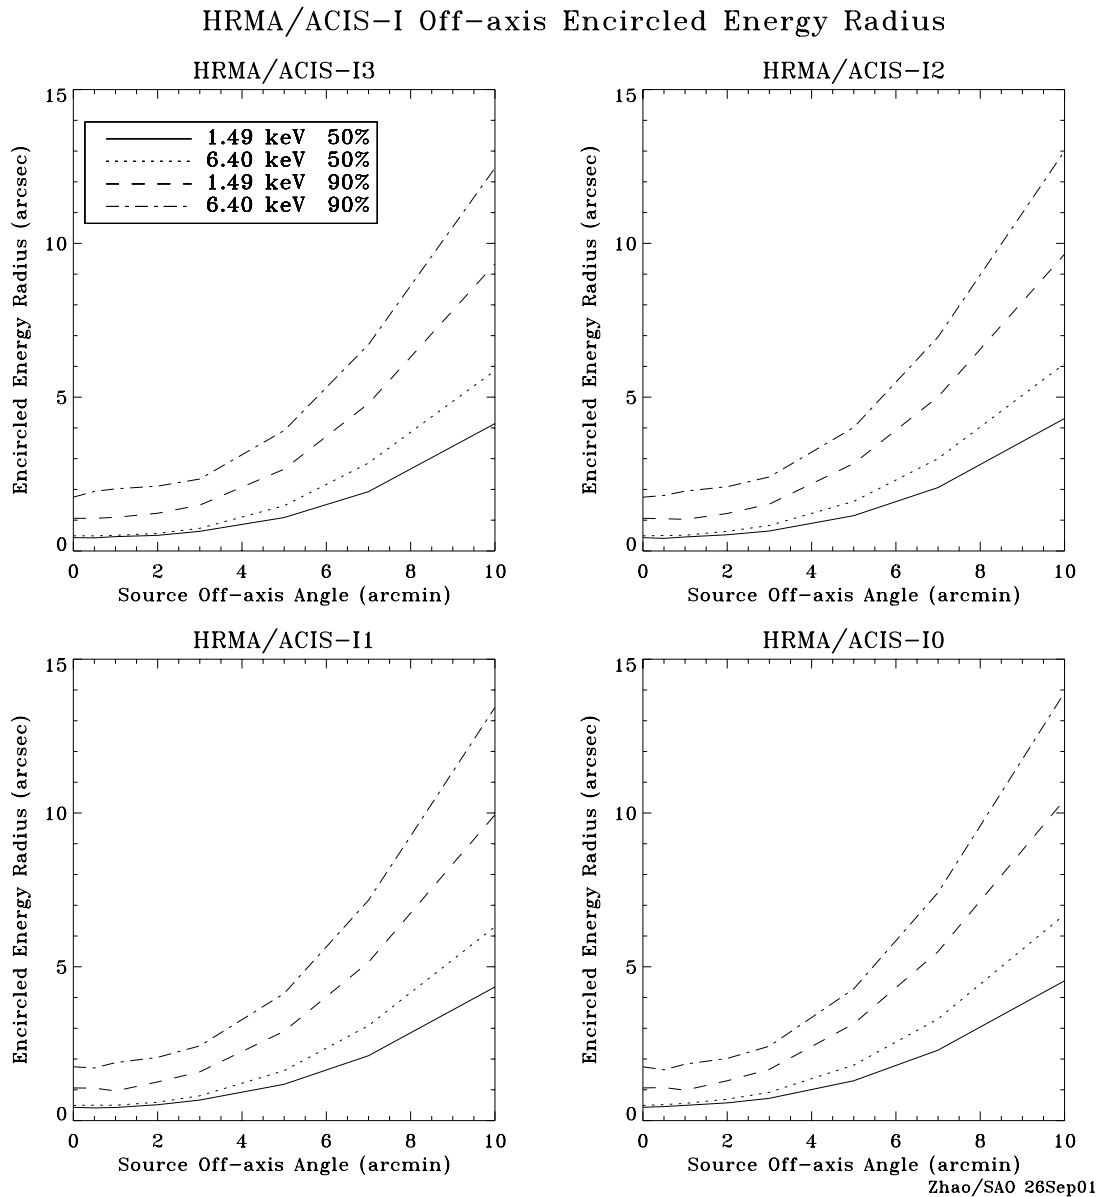 HRMA/ACIS-I Off-axis Encircled Energy Radius
HRMA/ACIS-I3
15
10
5
0
Encircled Energy Radius (arcsec)
1.49 keV 50%
6.40 keV 50%
1.49 keV 90%
6.40 keV 90%
0 2 4 6 8 10
Source Off-axis Angle (arcmin)
HRMA/ACIS-I2
15
10
5
0
Encircled Energy Radius (arcsec)
0 2 4 6 8 10
Source Off-axis Angle (arcmin)
HRMA/ACIS-I1
15
10
5
0
Encircled Energy Radius (arcsec)
0 2 4 6 8 10
Source Off-axis Angle (arcmin)
HRMA/ACIS-I0
15
10
5
0
Encircled Energy Radius (arcsec)
0 2 4 6 8 10
Source Off-axis Angle (arcmin)
Zhao/SAO 26Sep01